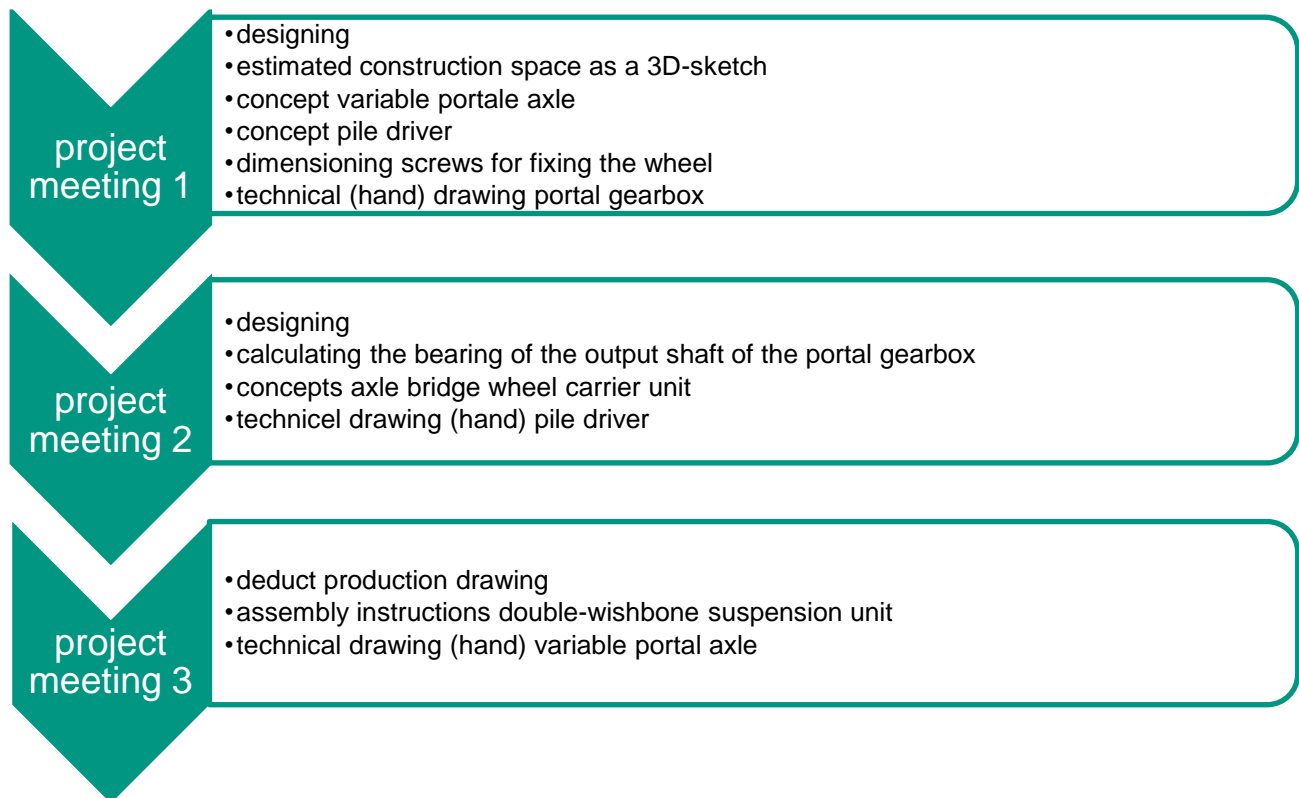 project
meeting 1
•designing
•estimated construction space as a 3D-sketch
•concept variable portale axle
•concept pile driver
•dimensioning screws for fixing the wheel
•technical (hand) drawing portal gearbox
project
meeting 2
•designing
•calculating the bearing of the output shaft of the portal gearbox
•concepts axle bridge wheel carrier unit
•technicel drawing (hand) pile driver
project
meeting 3
•deduct production drawing
•assembly instructions double-wishbone suspension unit
•technical drawing (hand) variable portal axle